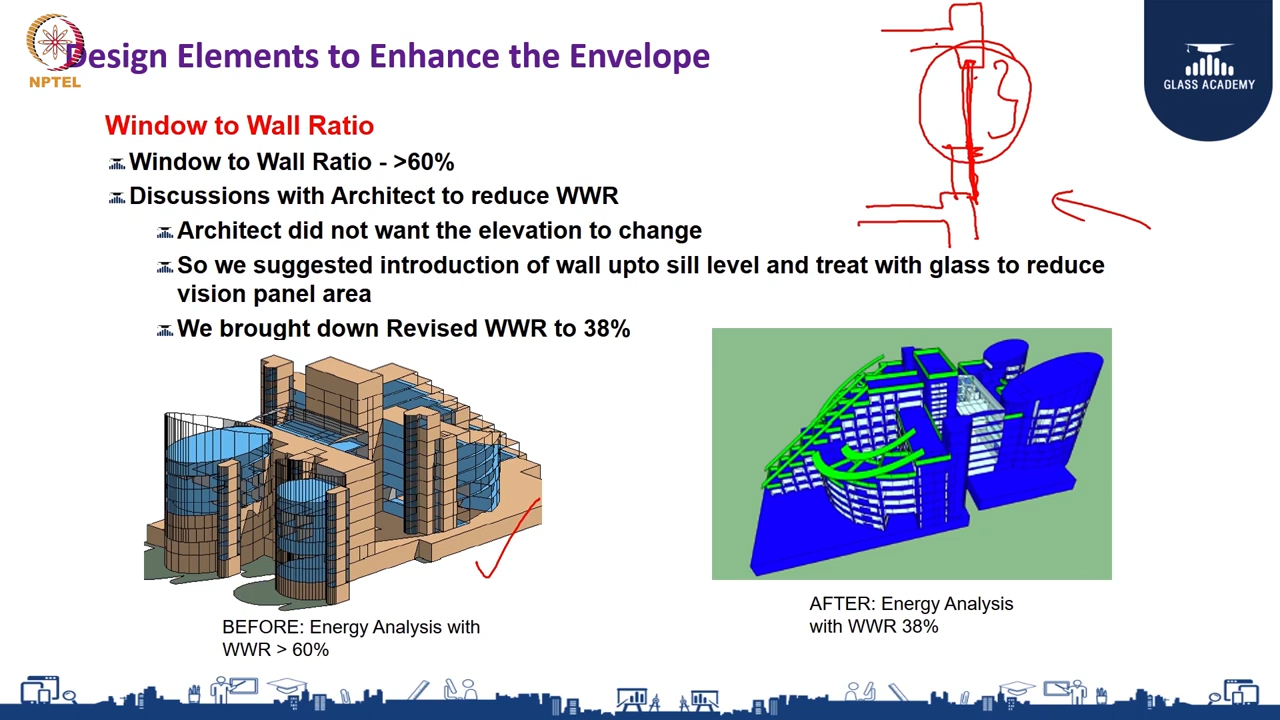 Design Elements to Enhance the Envelope
NPTEL
GLASS ACADEMY
Window to Wall Ratio
Window to Wall Ratio - >60%
Discussions with Architect to reduce WWR
Architect did not want the elevation to change
So we suggested introduction of wall upto sill level and treat with glass to reduce
vision panel area
We brought down Revised WWR to 38%
BEFORE: Energy Analysis with
WWR > 60%
AFTER: Energy Analysis
with WWR 38%